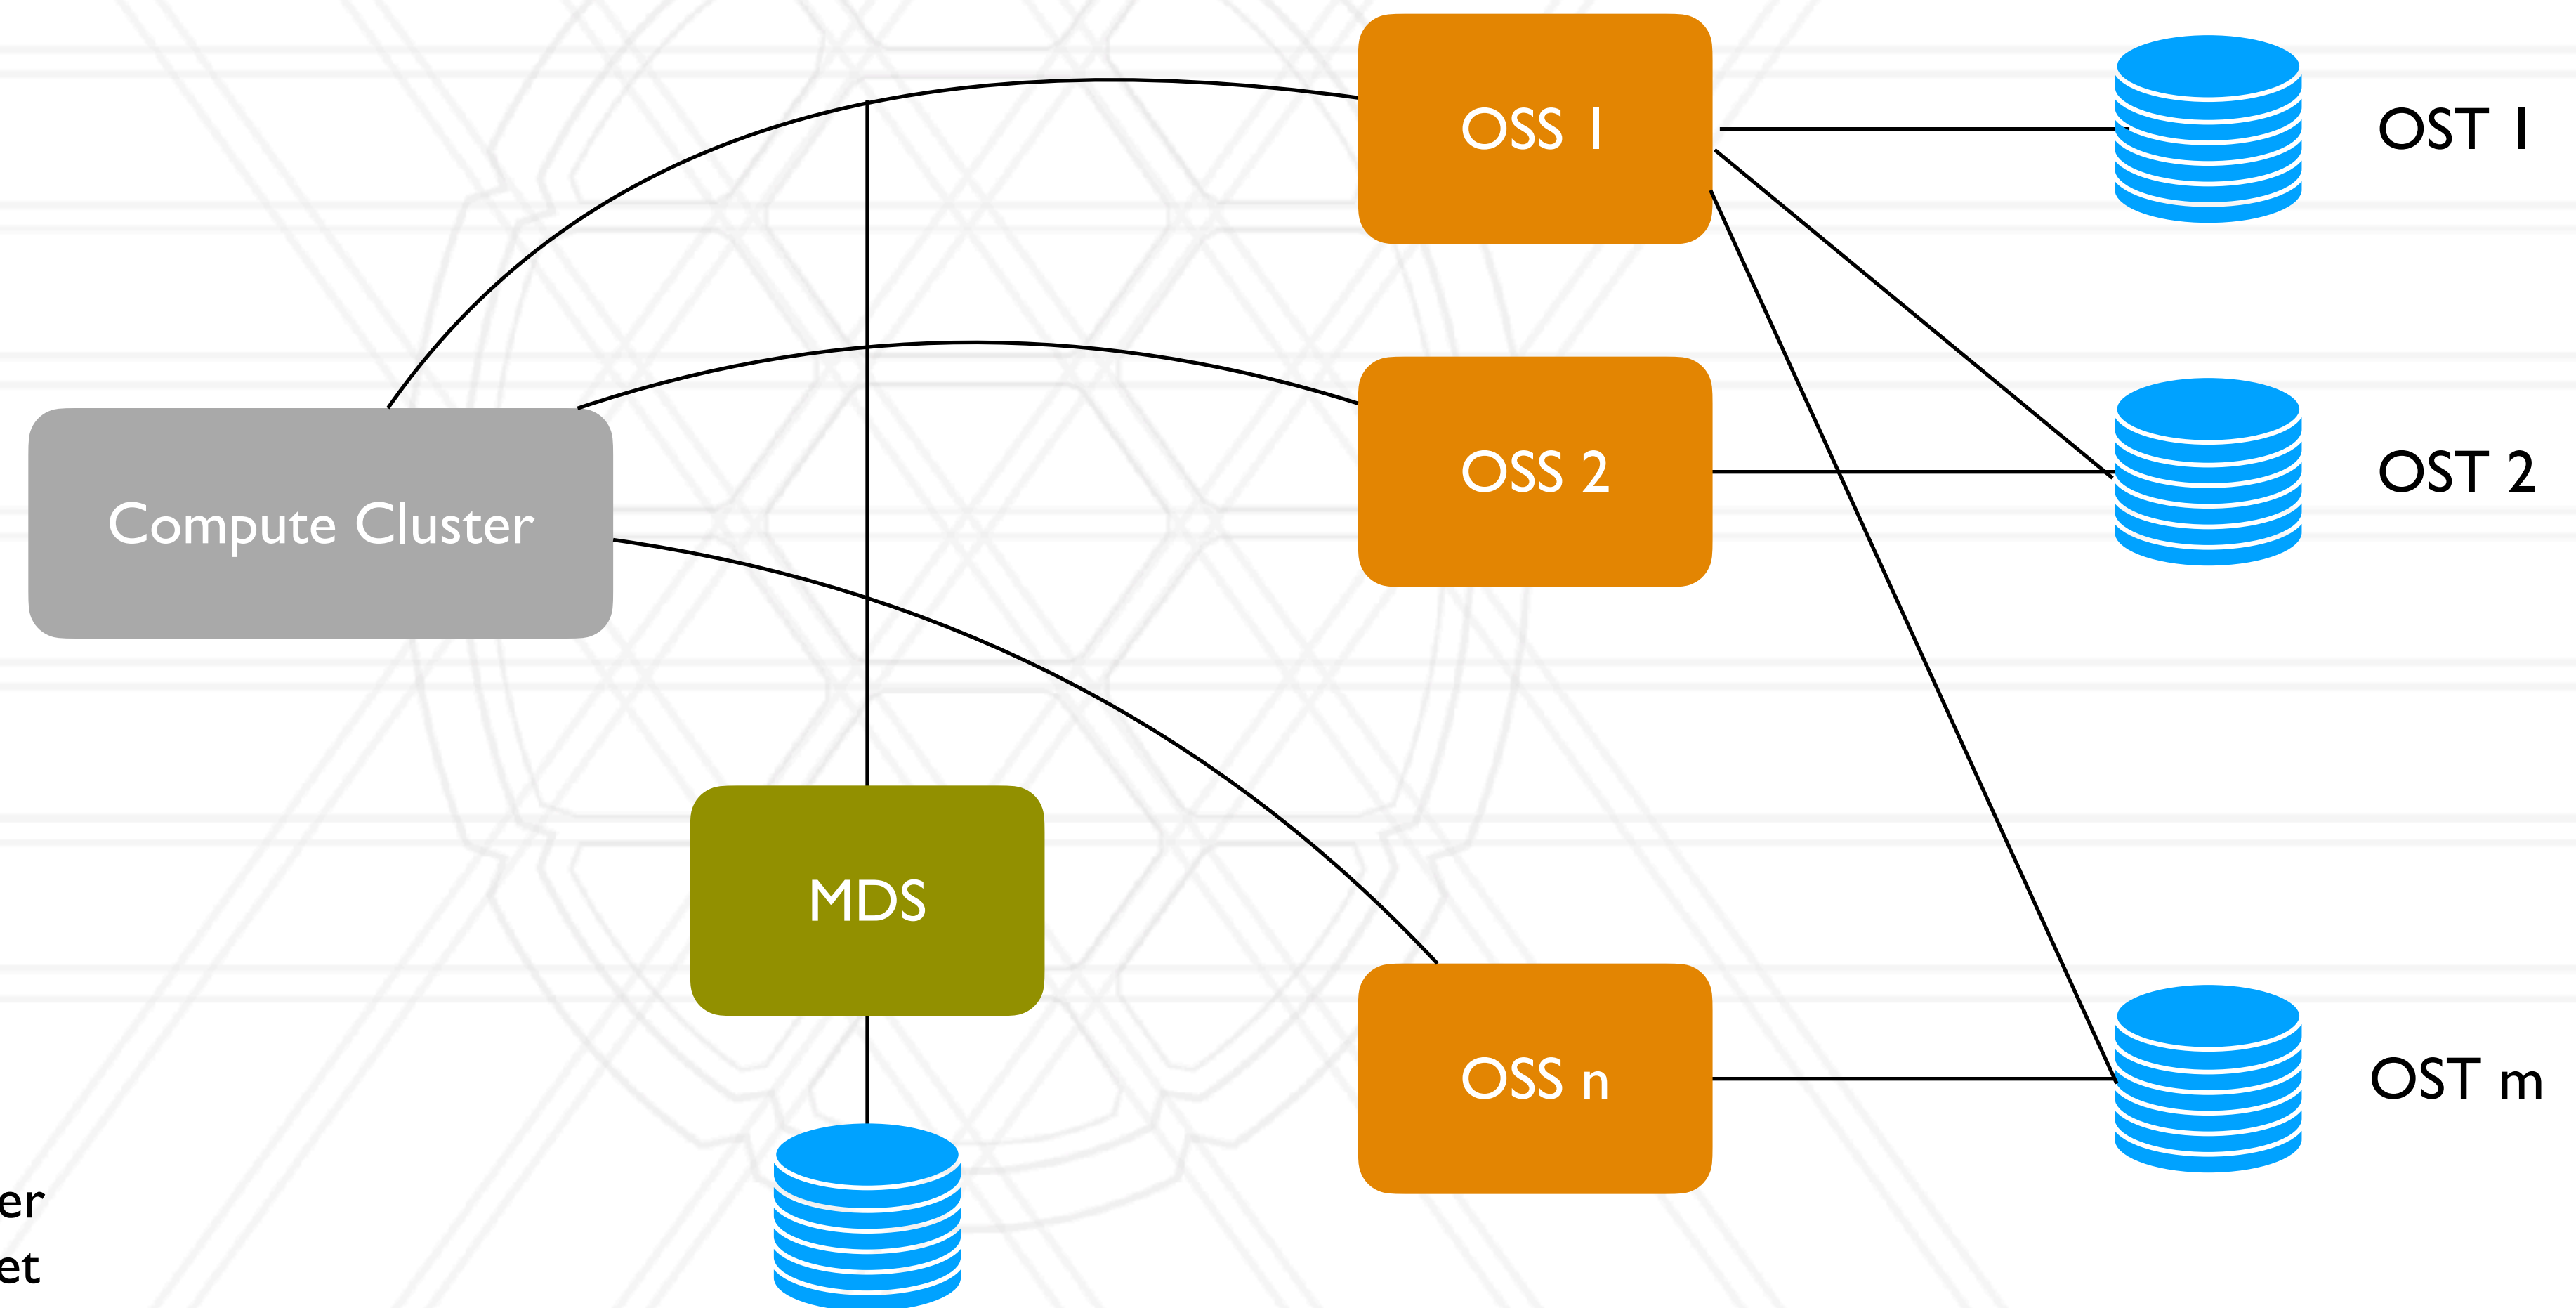 OSS 1
OST 1
OSS 2
OST 2
Compute Cluster
MDS
OSS n
OST m
er
et